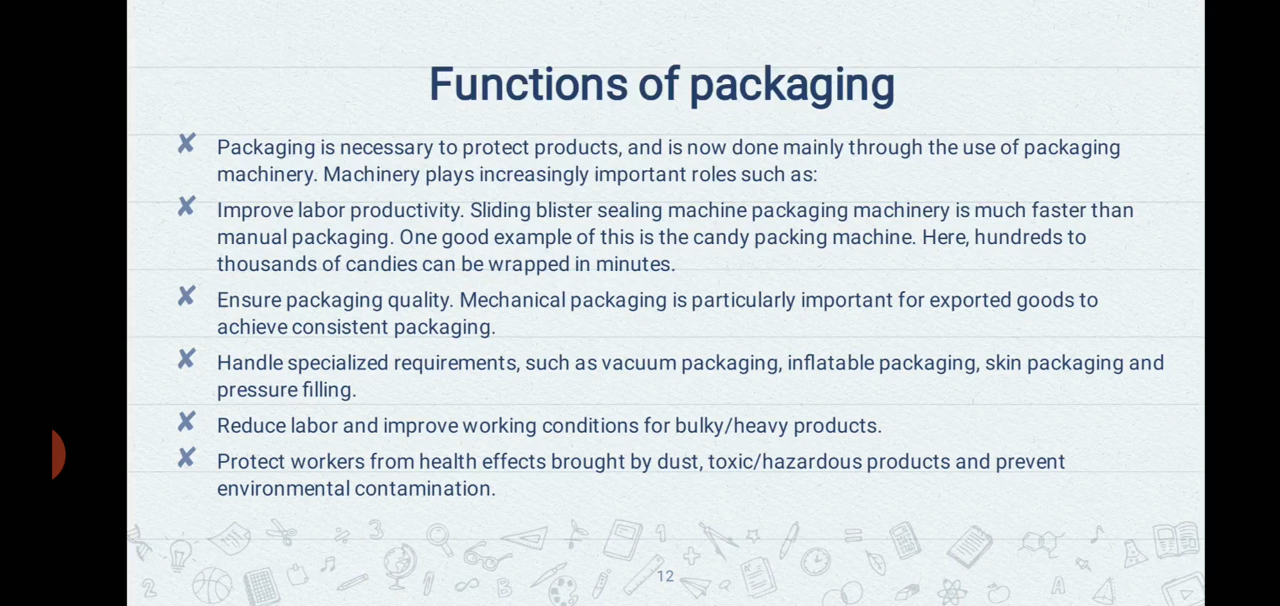 Functions of packaging
✘ Packaging is necessary to protect products, and is now done mainly through the use of packaging
machinery. Machinery plays increasingly important roles such as:
✘ Improve labor productivity. Sliding blister sealing machine packaging machinery is much faster than
manual packaging. One good example of this is the candy packing machine. Here, hundreds to
thousands of candies can be wrapped in minutes.
✘ Ensure packaging quality. Mechanical packaging is particularly important for exported goods to
achieve consistent packaging.
✘ Handle specialized requirements, such as vacuum packaging, inflatable packaging, skin packaging and
pressure filling.
✘ Reduce labor and improve working conditions for bulky/heavy products.
✘ Protect workers from health effects brought by dust, toxic/hazardous products and prevent
environmental contamination.
12